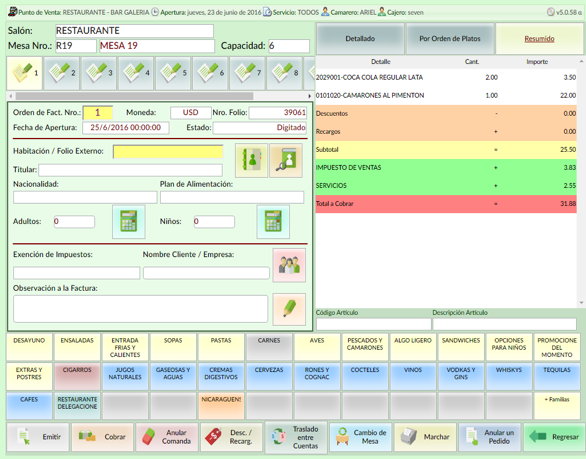 Punto de Venta: RESTAURANTE - BAR GALERIA Apertura: jueves, 23 de junio de 2016 Servicio: TODOS Camarero: ARIEL Cajero: seven v5.0.58
Salón: RESTAURANTE
Mesa Nro.: R19 MESA 19 Capacidad: 6
1 2 3 4 5 6 7 8
Orden de Fact. Nro.: 1 Moneda: USD Nro. Folio: 39061
Fecha de Apertura: 25/6/2016 00:00:00 Estado: Digitado
Habitación / Folio Externo:
Titular:
Nacionalidad: Plan de Alimentación:
Adultos: 0 Niños: 0
Exención de Impuestos: Nombre Cliente / Empresa:
Observación a la Factura:
Detallado Por Orden de Platos Resumido
Detalle Cant. Importe
2029001-COCA COLA REGULAR LATA 2.00 3.50
0101020-CAMARONES AL PIMENTON 1.00 22.00
Descuentos - 0.00
Recargos + 0.00
Subtotal = 25.50
IMPUESTO DE VENTAS + 3.83
SERVICIOS + 2.55
Total a Cobrar = 31.88
Código Artículo Descripción Artículo
DESAYUNO ENSALADAS ENTRADA FRIAS Y CALIENTES SOPAS PASTAS CARNES AVES PESCADOS Y CAMARONES ALGO LIGERO SANDWICHES OPCIONES PARA NIÑOS PROMOCIONE DEL MOMENTO
EXTRAS Y POSTRES CIGARROS JUGOS NATURALES GASEOSAS Y AGUAS CREMAS DIGESTIVOS CERVEZAS RONES Y COGNAC COCTELES VINOS VODKAS Y GINS WHISKYS TEQUILAS
CAFES RESTAURANTE DELEGACIONE NICARAGUENS + Familias
Emitir Cobrar Anular Comanda Desc. / Recarg. Traslado entre Cuentas Cambio de Mesa Marchar Anular un Pedido Regresar